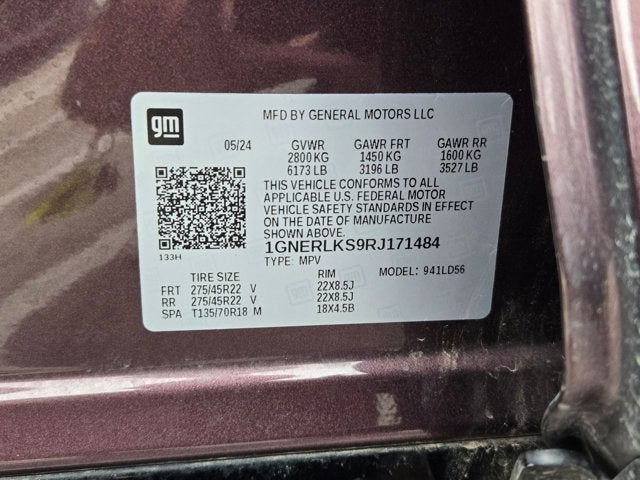 gm
MFD BY GENERAL MOTORS LLC
05/24 GVWR GAWR FRT GAWR RR
2800 KG 1450 KG 1600 KG
6173 LB 3196 LB 3527 LB
THIS VEHICLE CONFORMS TO ALL
APPLICABLE U.S. FEDERAL MOTOR
VEHICLE SAFETY STANDARDS IN EFFECT
ON THE DATE OF MANUFACTURE
SHOWN ABOVE.
1GNERLKS9RJ171484
133H TYPE: MPV
TIRE SIZE RIM MODEL: 941LD56
FRT 275/45R22 V 22X8.5J
RR 275/45R22 V 22X8.5J
SPA T135/70R18 M 18X4.5B